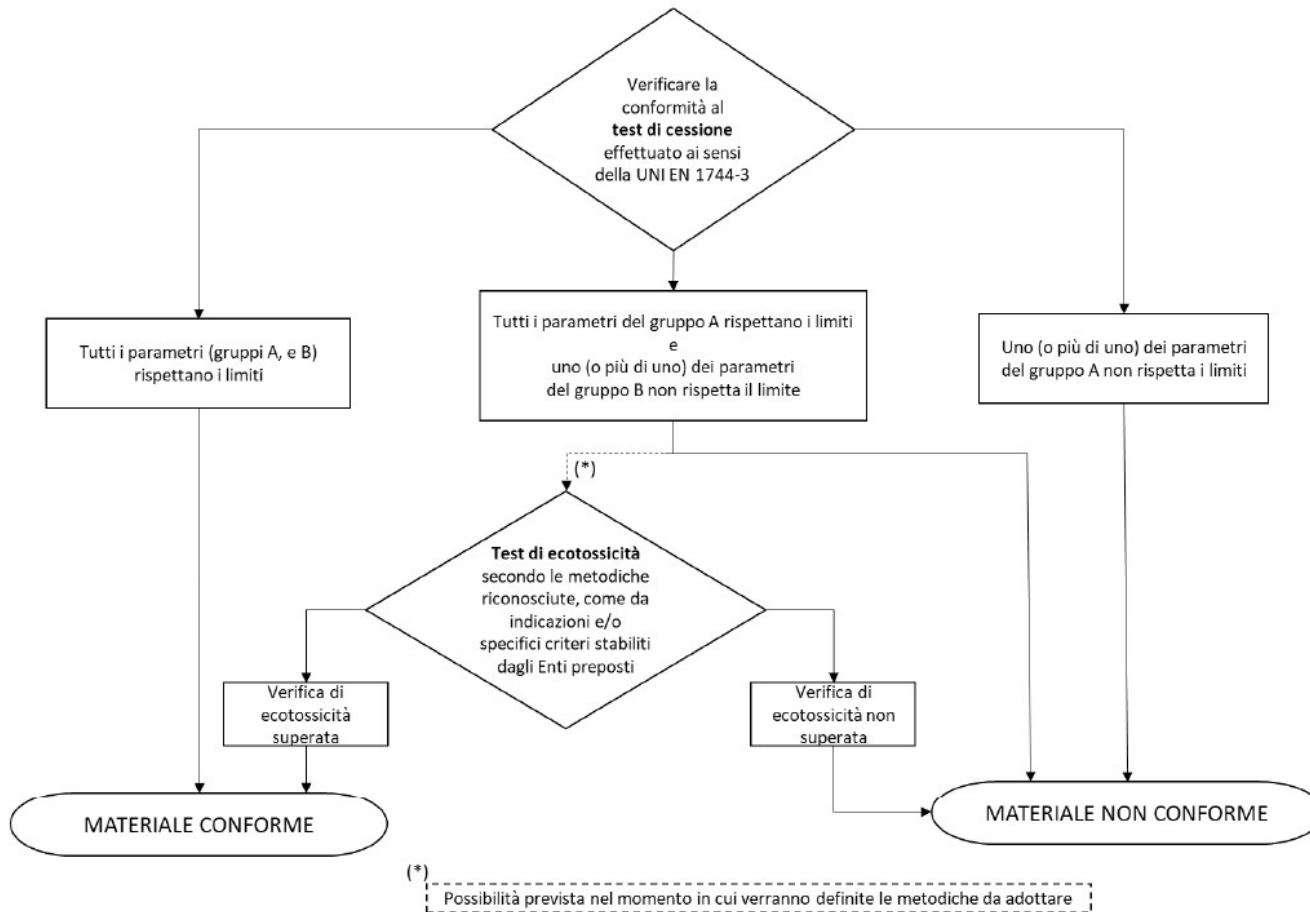 Verificare la
conformità al
test di cessione
effettuato ai sensi
della UNI EN 1744-3
Tutti i parametri (gruppi A, e B)
rispettano i limiti
Tutti i parametri del gruppo A rispettano i limiti
e
uno (o più di uno) dei parametri
del gruppo B non rispetta il limite
Uno (o più di uno) dei parametri
del gruppo A non rispetta i limiti
(*)
Test di ecotossicità
secondo le metodiche
riconosciute, come da
indicazioni e/o
specifici criteri stabiliti
dagli Enti preposti
Verifica di
ecotossicità
superata
Verifica di
ecotossicità non
superata
MATERIALE CONFORME
MATERIALE NON CONFORME
(*)
Possibilità prevista nel momento in cui verranno definite le metodiche da adottare